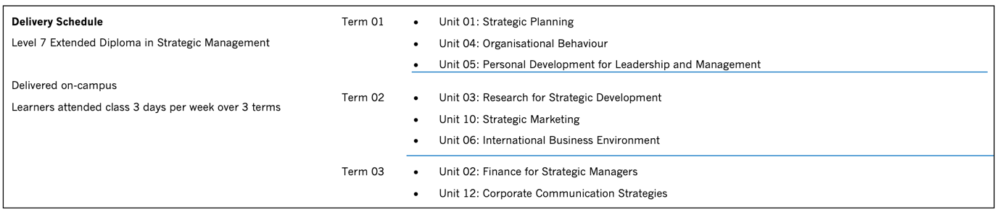 Delivery Schedule
Level 7 Extended Diploma in Strategic Management
Delivered on-campus
Learners attended class 3 days per week over 3 terms
Term 01
• Unit 01: Strategic Planning
• Unit 04: Organisational Behaviour
• Unit 05: Personal Development for Leadership and Management
Term 02
• Unit 03: Research for Strategic Development
• Unit 10: Strategic Marketing
• Unit 06: International Business Environment
Term 03
• Unit 02: Finance for Strategic Managers
• Unit 12: Corporate Communication Strategies